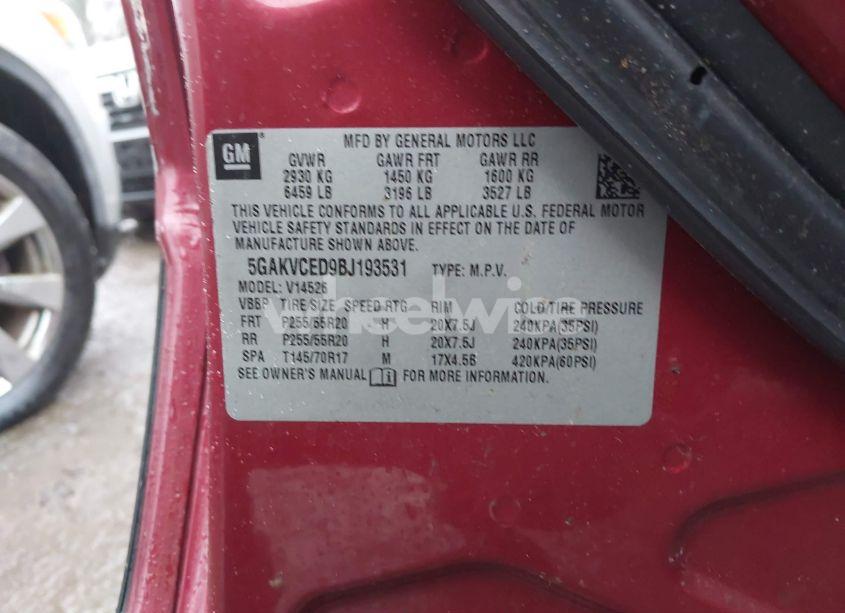 GM
MFD BY GENERAL MOTORS LLC
GVWR GAWR FRT GAWR RR
2930 KG 1450 KG 1600 KG
6459 LB 3196 LB 3527 LB
THIS VEHICLE CONFORMS TO ALL APPLICABLE U.S. FEDERAL MOTOR
VEHICLE SAFETY STANDARDS IN EFFECT ON THE DATE OF
MANUFACTURE SHOWN ABOVE.
5GAKVCED9BJ193531 TYPE: M.P.V.
MODEL: V14526
VBBP TIRE/SIZE SPEED RTG RIM COLD TIRE PRESSURE
FRT P255/55R20 H 20X7.5J 240KPA(35PSI)
RR P255/55R20 H 20X7.5J 240KPA(35PSI)
SPA T145/70R17 M 17X4.5B 420KPA(60PSI)
SEE OWNER'S MANUAL FOR MORE INFORMATION.